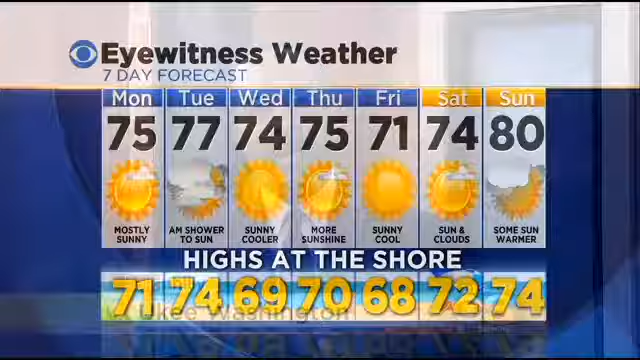 Eyewitness Weather
7 DAY FORECAST
Mon Tue Wed Thu Fri Sat Sun
75 77 74 75 71 74 80
MOSTLY SUNNY AM SHOWER TO SUN SUNNY COOLER MORE SUNSHINE SUNNY COOL SUN & CLOUDS SOME SUN WARMER
HIGHS AT THE SHORE
71 74 69 70 68 72 74
Ukee Washington